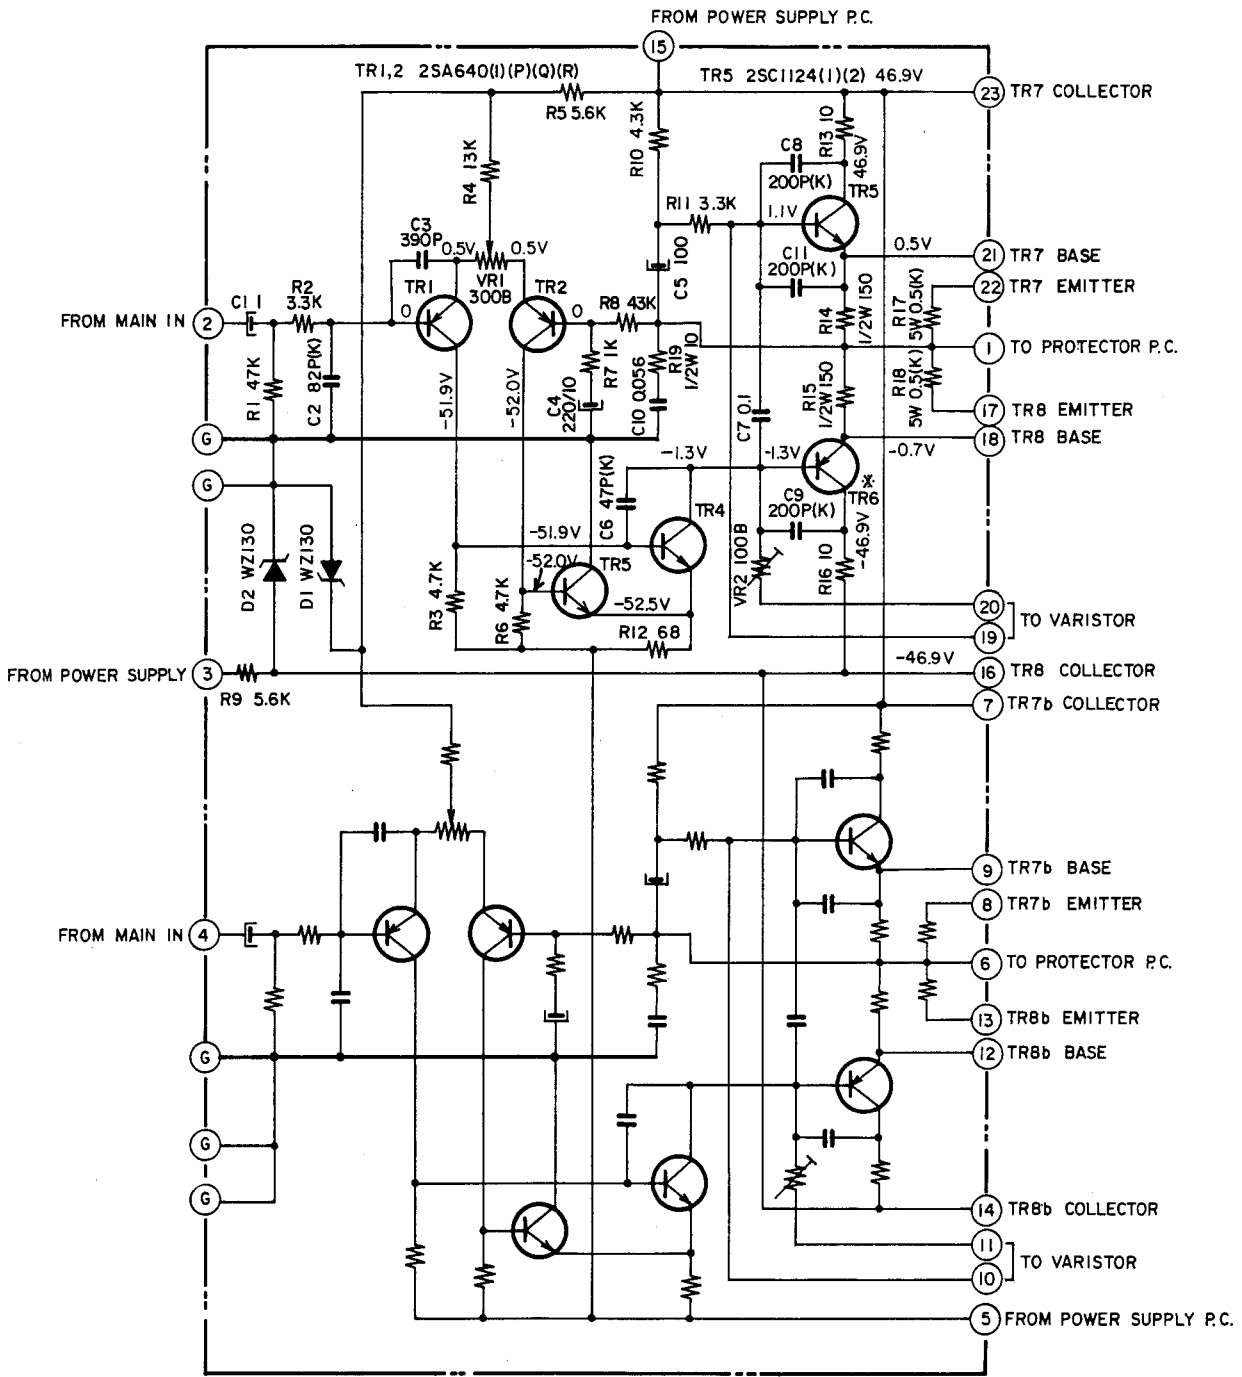 FROM POWER SUPPLY P.C.
15
TR1,2 2SA640(1)(P)(Q)(R)
TR5 2SC1124(1)(2) 46.9V
23 TR7 COLLECTOR
R5 5.6K
R10 4.3K
R13 10
46.9V
R4 13K
C8
200P(K)
TR5
R11 3.3K
1.1V
C3
390P
0.5V
0.5V
VR1
300B
C5 100
C11
200P(K)
0.5V
21 TR7 BASE
22 TR7 EMITTER
R2
3.3K
C1 1
TR1
TR2
R8 43K
R14
1/2W 150
R17
5W 0.5(K)
FROM MAIN IN 2
0
0
1 TO PROTECTOR P.C.
R1 47K
C2 82P(K)
-51.9V
-52.0V
R7 1K
C4
220/10
R19
1/2W 10
C10 0.056
C7 0.1
R15
1/2W 150
R18
5W 0.5(K)
17 TR8 EMITTER
G
18 TR8 BASE
-0.7V
-1.3V
-1.3V
G
C6 47P(K)
TR4
C9
200P(K)
※
TR6
-46.9V
D2 WZ130
D1 WZ130
-51.9V
-52.0V
TR5
VR2 100B
R16 10
R3 4.7K
R6 4.7K
-52.5V
R12 68
20
19
TO VARISTOR
-46.9V
FROM POWER SUPPLY 3
16 TR8 COLLECTOR
R9 5.6K
7 TR7b COLLECTOR
9 TR7b BASE
8 TR7b EMITTER
FROM MAIN IN 4
6 TO PROTECTOR P.C.
13 TR8b EMITTER
G
12 TR8b BASE
G
G
14 TR8b COLLECTOR
11
10
TO VARISTOR
5 FROM POWER SUPPLY P.C.